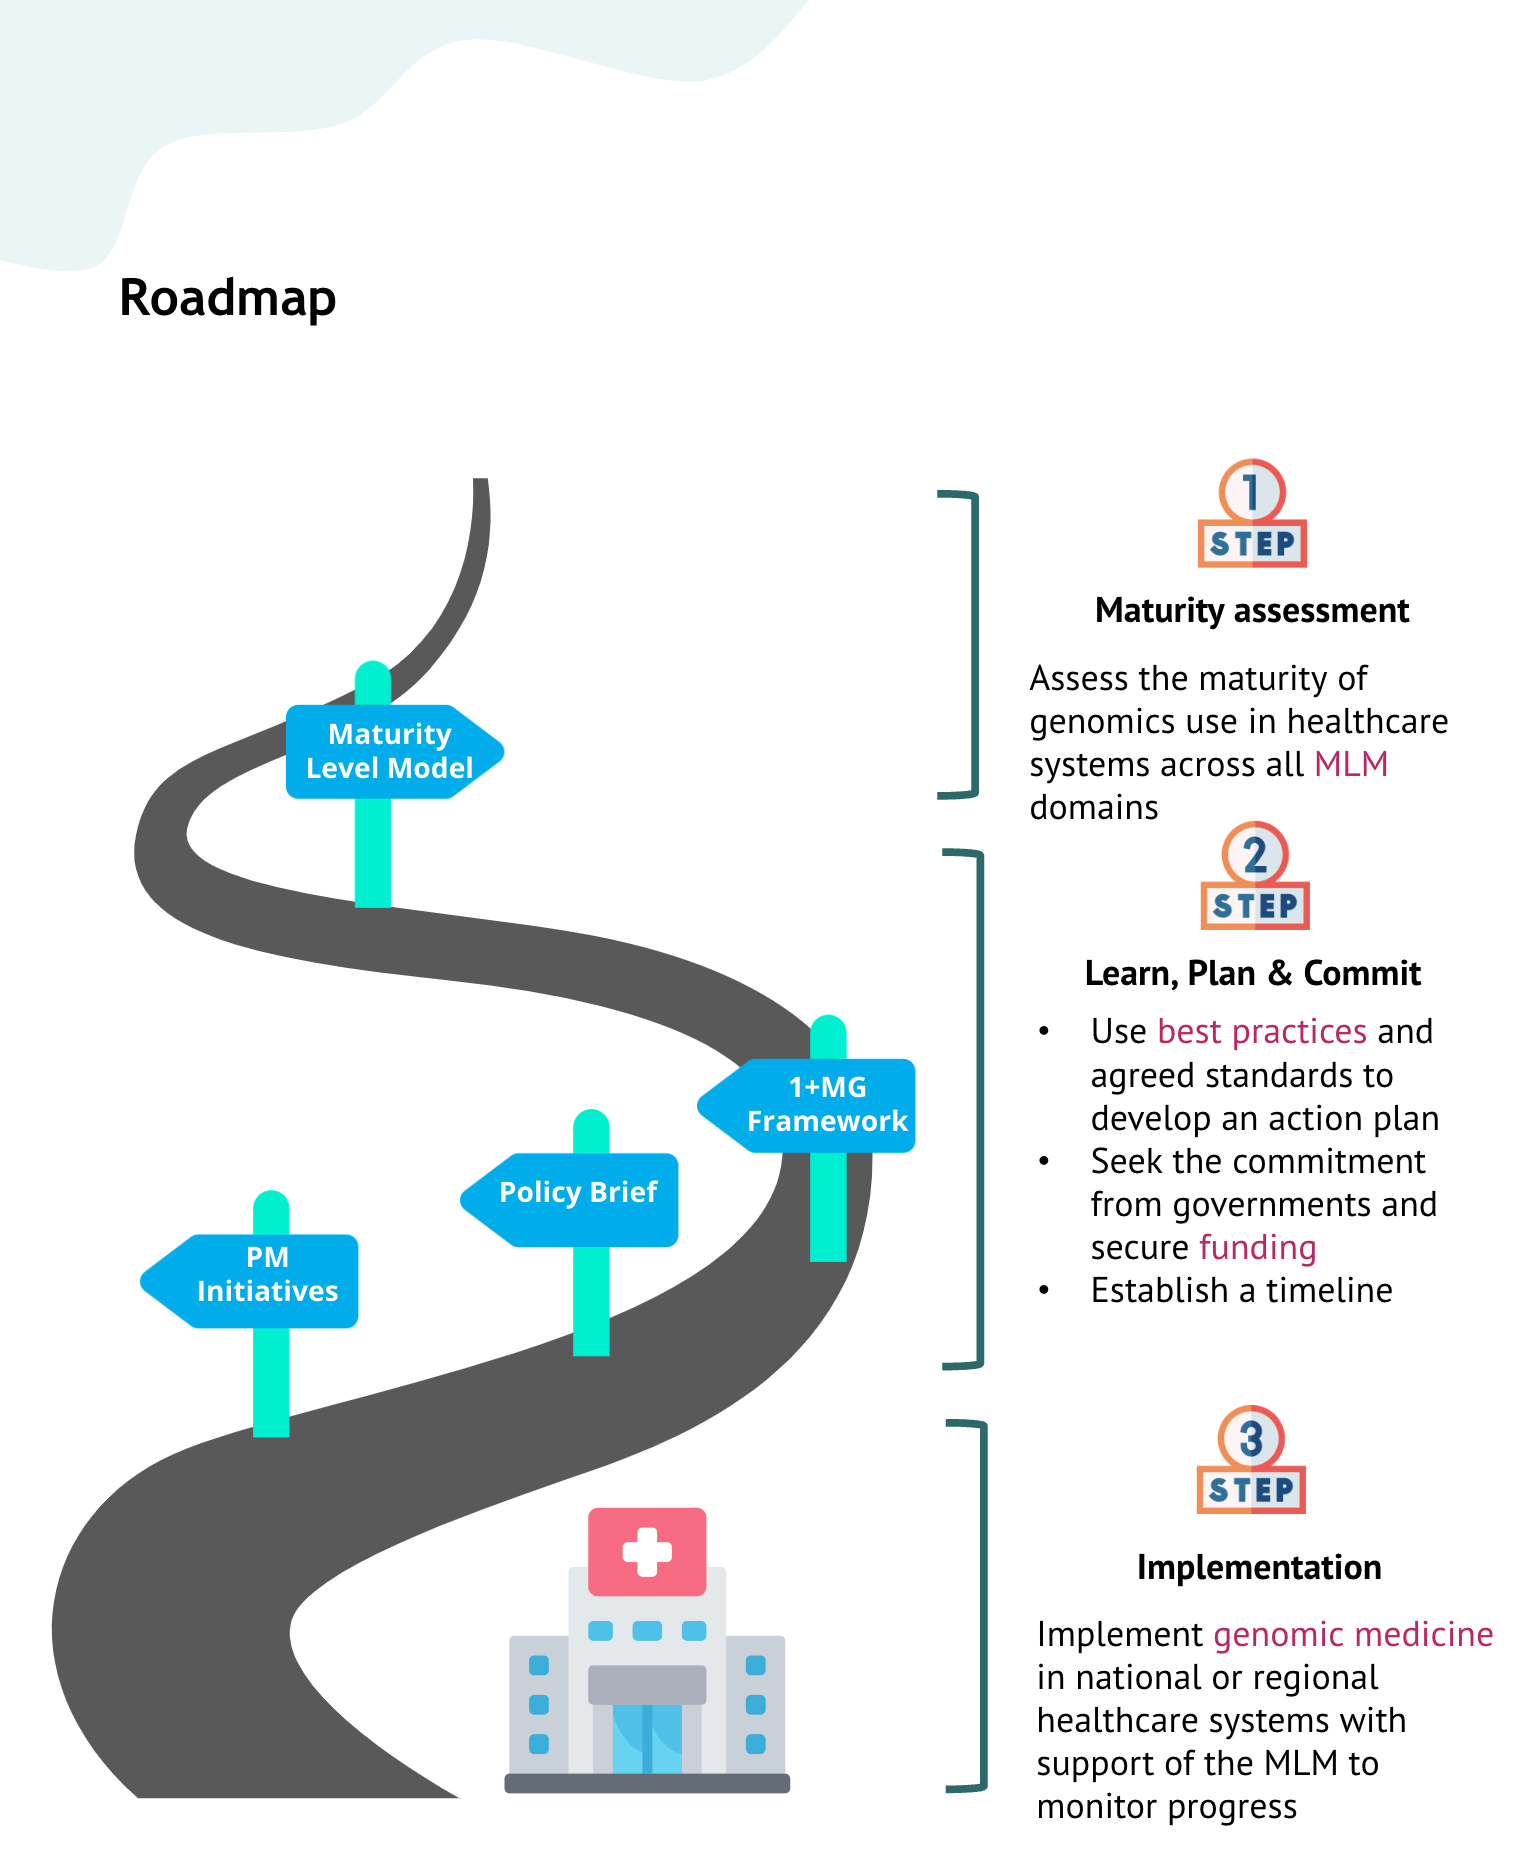 Roadmap
Maturity
Level Model
1+MG
Framework
Policy Brief
PM
Initiatives
1
STEP
Maturity assessment
Assess the maturity of
genomics use in healthcare
systems across all MLM
domains
2
STEP
Learn, Plan & Commit
• Use best practices and
agreed standards to
develop an action plan
• Seek the commitment
from governments and
secure funding
• Establish a timeline
3
STEP
Implementation
Implement genomic medicine
in national or regional
healthcare systems with
support of the MLM to
monitor progress